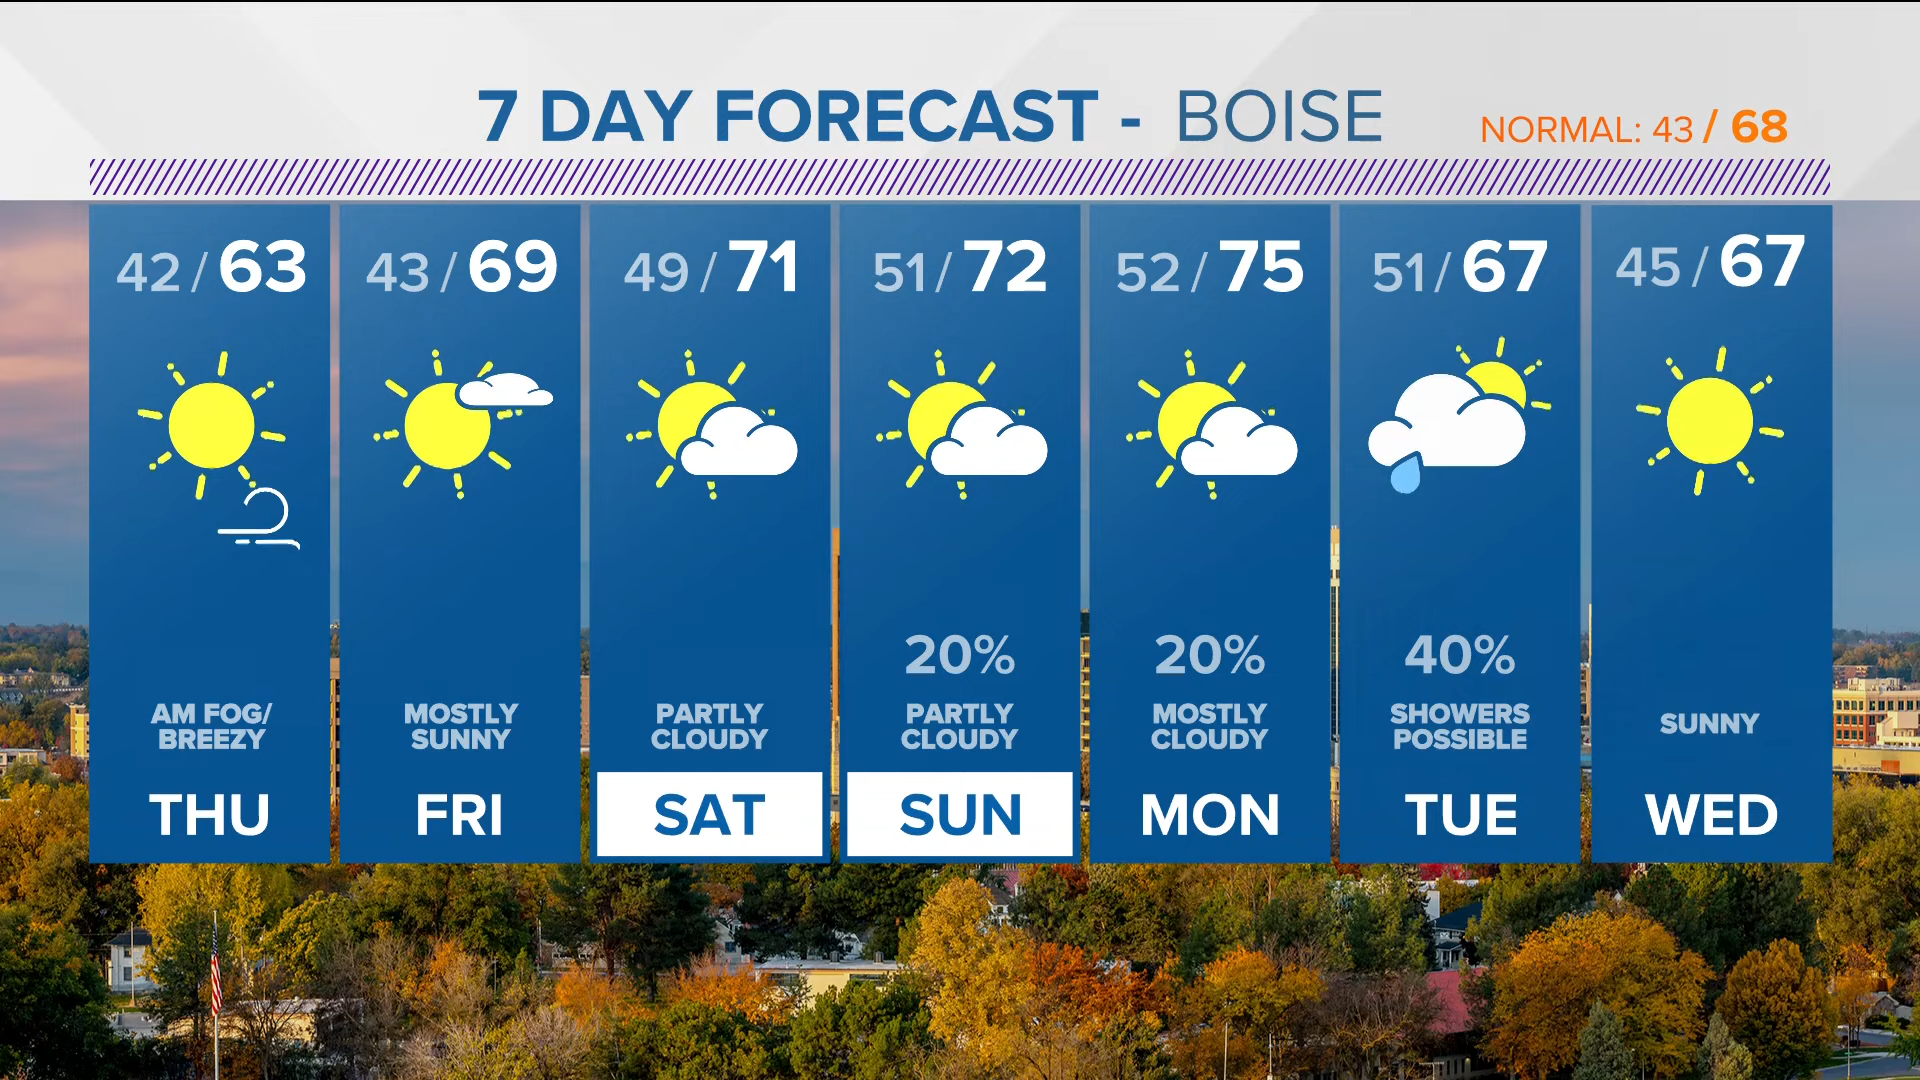 7 DAY FORECAST - BOISE
NORMAL: 43 / 68
42 / 63
43 / 69
49 / 71
51 / 72
52 / 75
51 / 67
45 / 67
20%
20%
40%
AM FOG/
BREEZY
MOSTLY
SUNNY
PARTLY
CLOUDY
PARTLY
CLOUDY
MOSTLY
CLOUDY
SHOWERS
POSSIBLE
SUNNY
THU
FRI
SAT
SUN
MON
TUE
WED